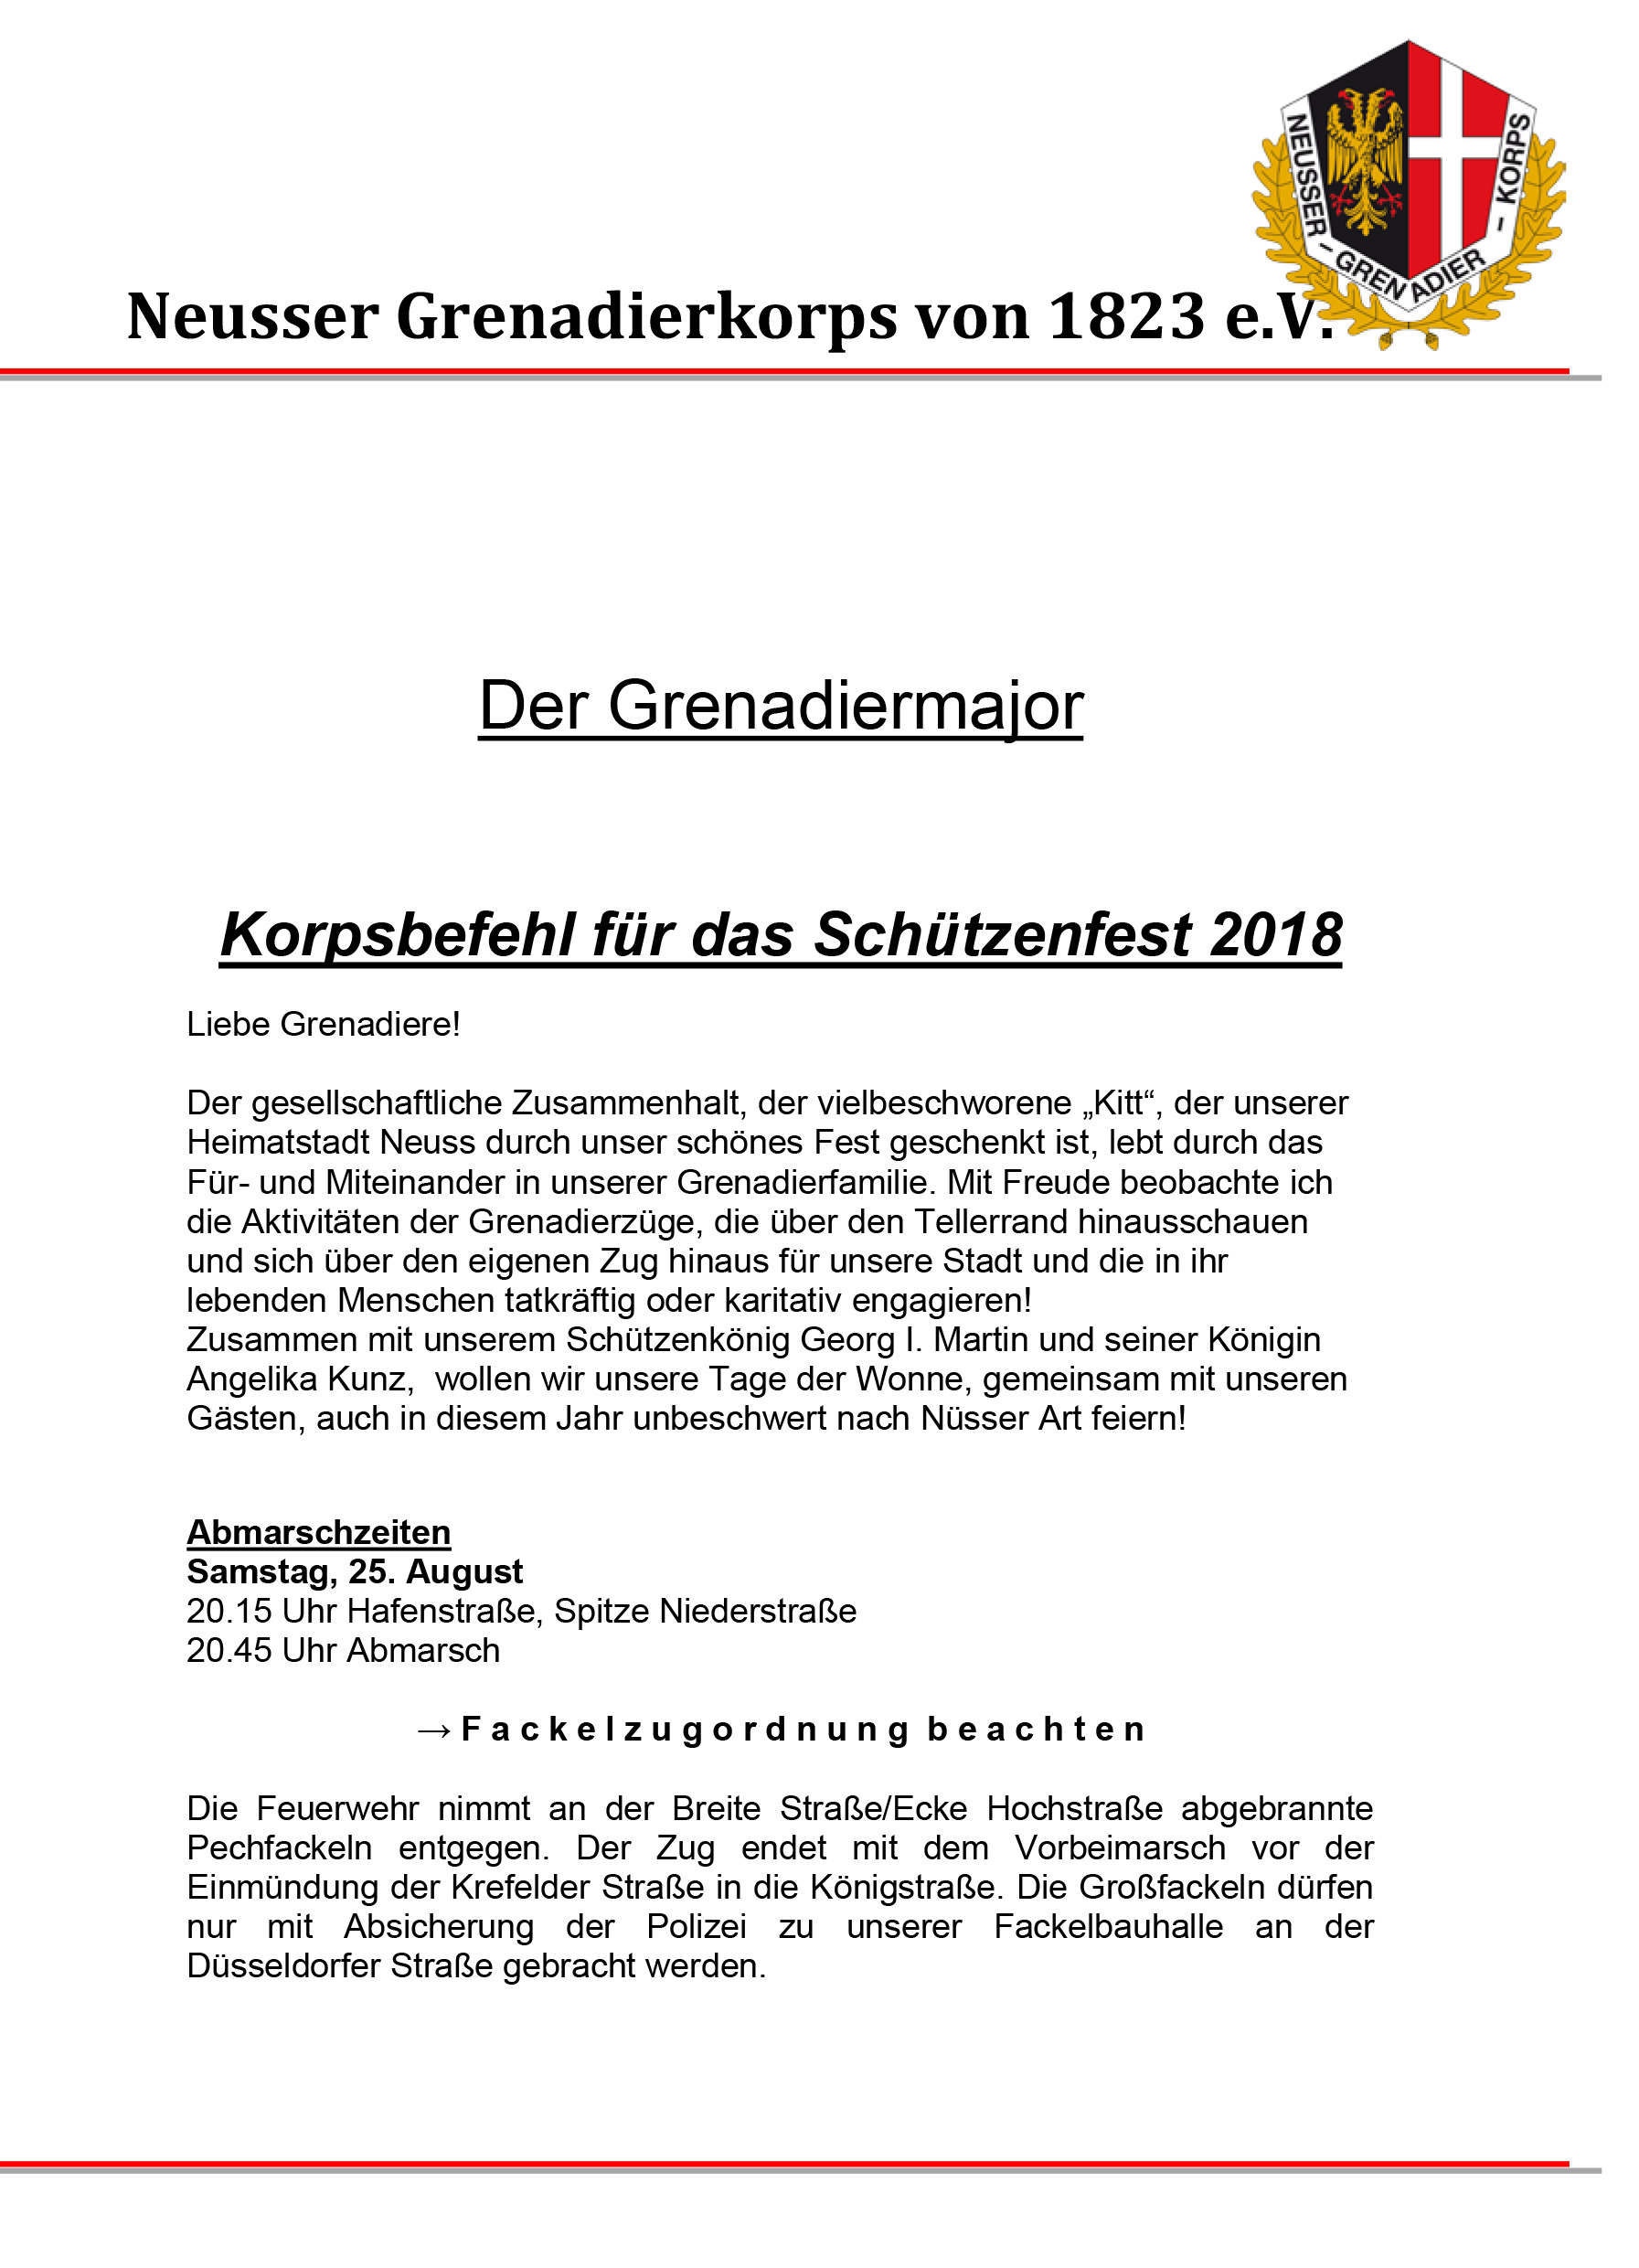 NEUSSER – GRENADIER – KORPS
Neusser Grenadierkorps von 1823 e.V.
Der Grenadiermajor
Korpsbefehl für das Schützenfest 2018
Liebe Grenadiere!
Der gesellschaftliche Zusammenhalt, der vielbeschworene „Kitt“, der unserer
Heimatstadt Neuss durch unser schönes Fest geschenkt ist, lebt durch das
Für- und Miteinander in unserer Grenadierfamilie. Mit Freude beobachte ich
die Aktivitäten der Grenadierzüge, die über den Tellerrand hinausschauen
und sich über den eigenen Zug hinaus für unsere Stadt und die in ihr
lebenden Menschen tatkräftig oder karitativ engagieren!
Zusammen mit unserem Schützenkönig Georg I. Martin und seiner Königin
Angelika Kunz,  wollen wir unsere Tage der Wonne, gemeinsam mit unseren
Gästen, auch in diesem Jahr unbeschwert nach Nüsser Art feiern!
Abmarschzeiten
Samstag, 25. August
20.15 Uhr Hafenstraße, Spitze Niederstraße
20.45 Uhr Abmarsch
→ F a c k e l z u g o r d n u n g  b e a c h t e n
Die Feuerwehr nimmt an der Breite Straße/Ecke Hochstraße abgebrannte
Pechfackeln entgegen. Der Zug endet mit dem Vorbeimarsch vor der
Einmündung der Krefelder Straße in die Königstraße. Die Großfackeln dürfen
nur mit Absicherung der Polizei zu unserer Fackelbauhalle an der
Düsseldorfer Straße gebracht werden.